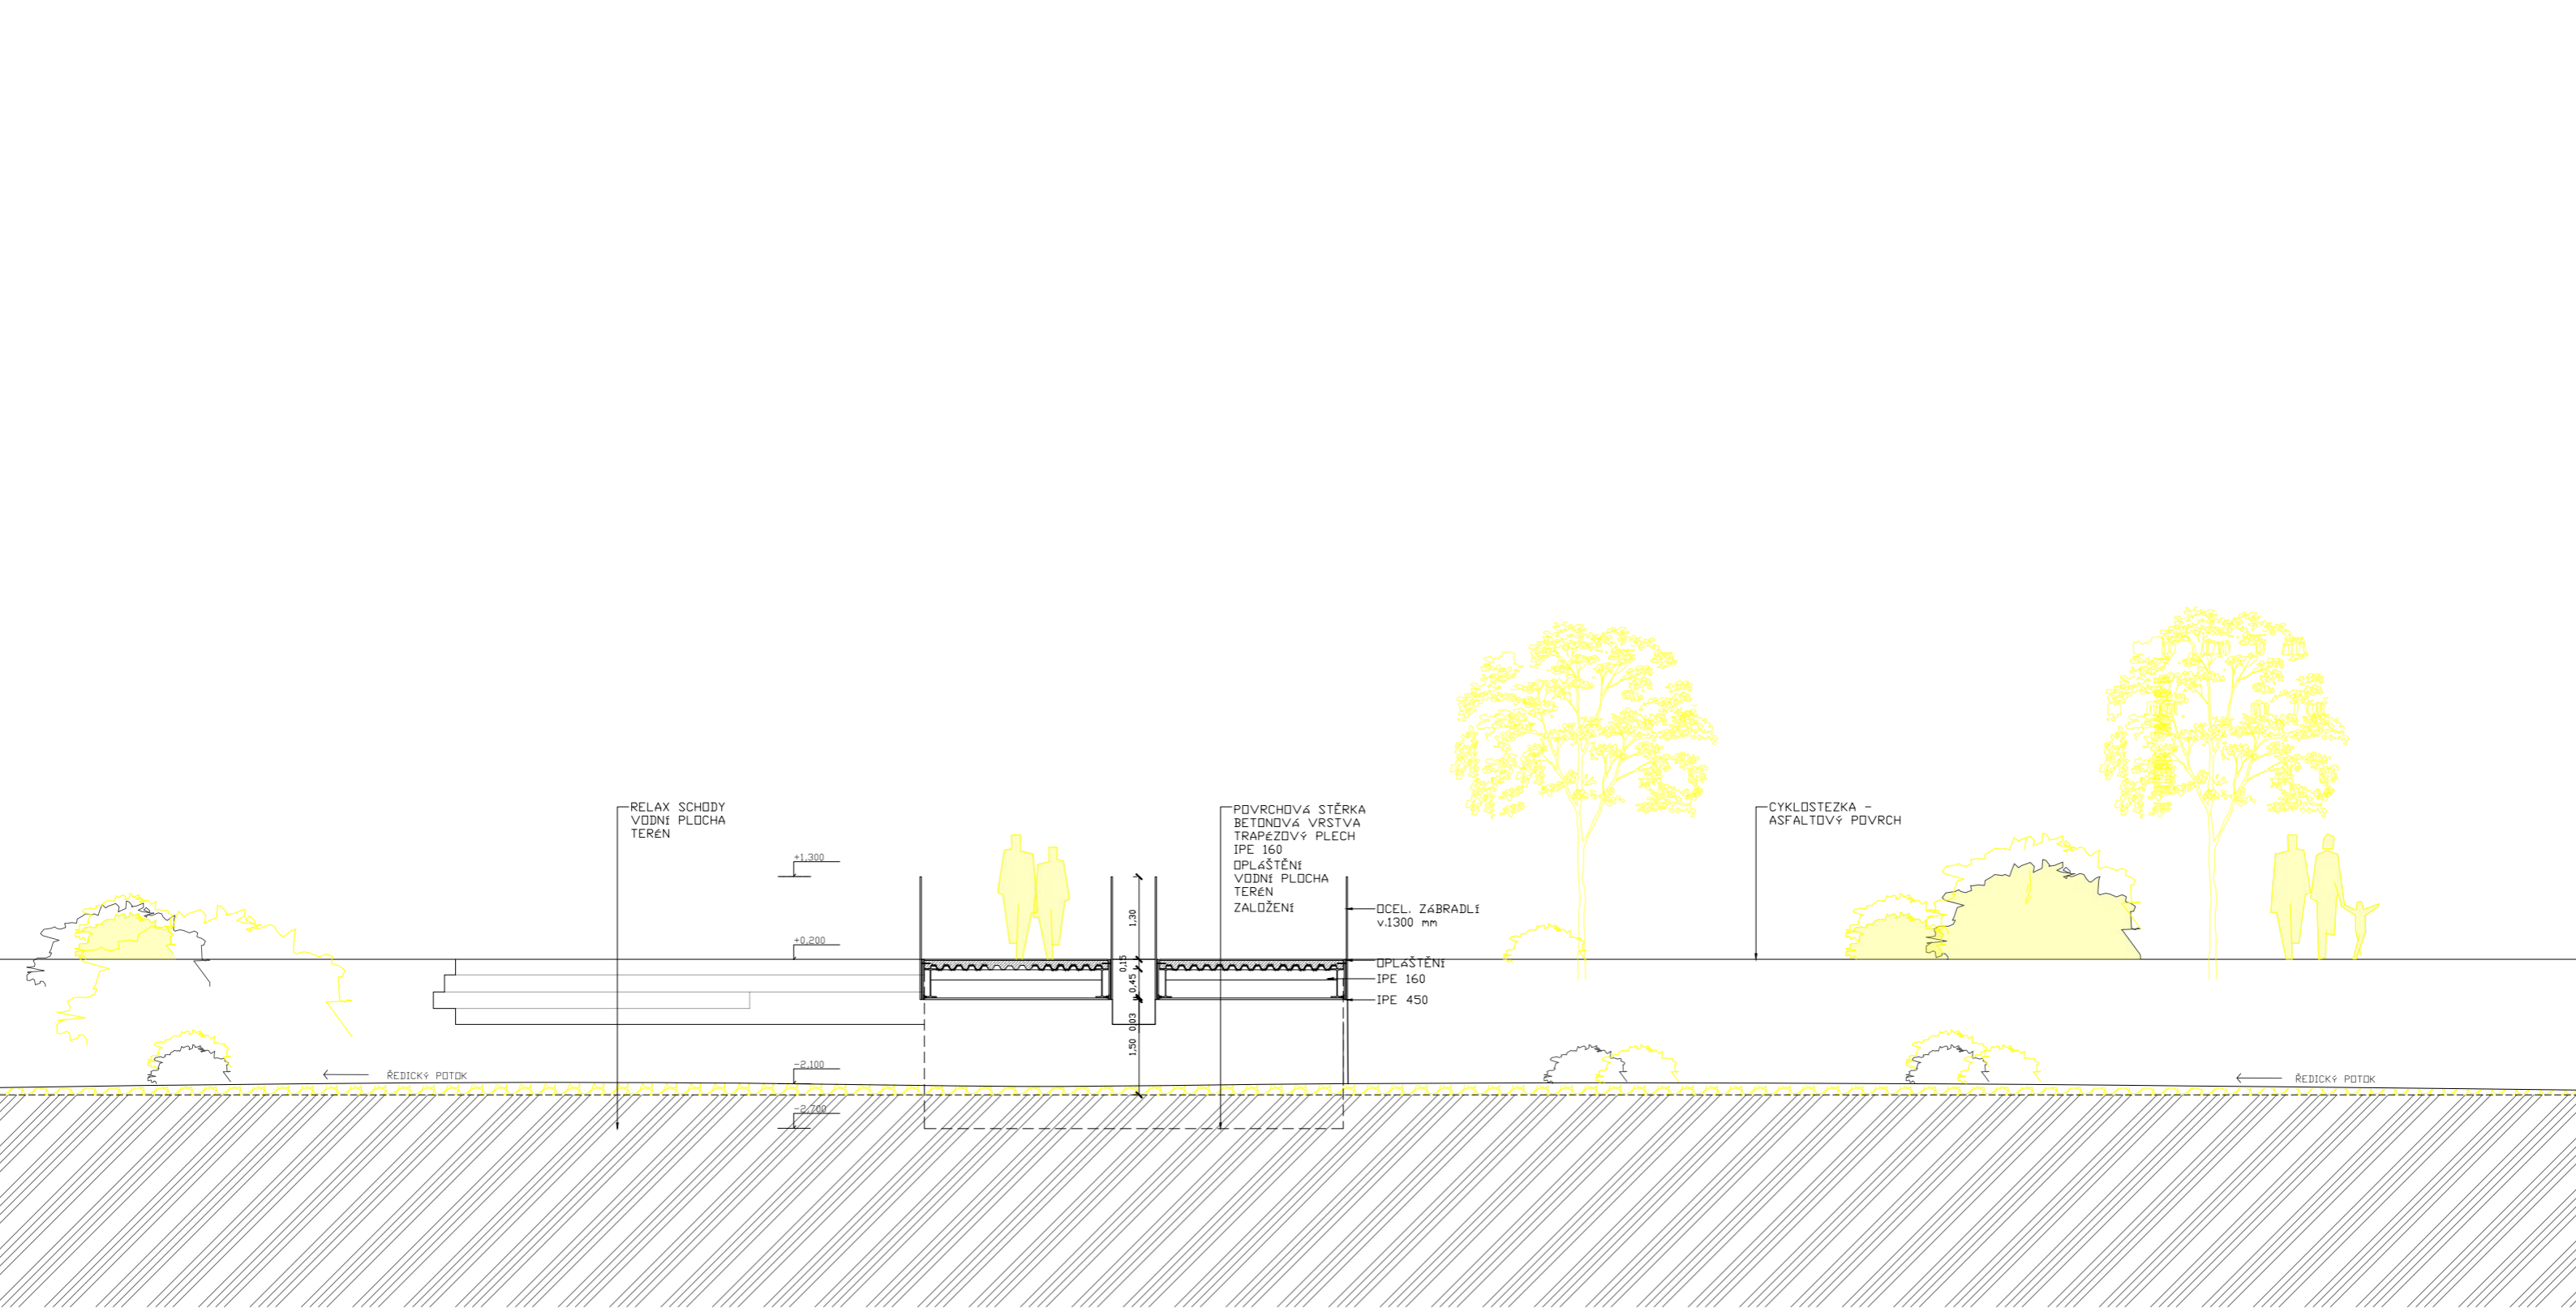 RELAX SCHODY
VODNÍ PLOCHA
TERÉN
POVRCHOVÁ STĚRKA
BETONOVÁ VRSTVA
TRAPÉZOVÝ PLECH
IPE 160
OPLÁŠTĚNÍ
VODNÍ PLOCHA
TERÉN
ZALOŽENÍ
CYKLOSTEZKA -
ASFALTOVÝ POVRCH
+1,300
+0,200
-2,100
-2,700
1,30
0,15
0,45
0,03
1,50
OCEL. ZÁBRADLÍ
v.1300 mm
OPLÁŠTĚNÍ
IPE 160
IPE 450
ŘEDICKÝ POTOK
ŘEDICKÝ POTOK